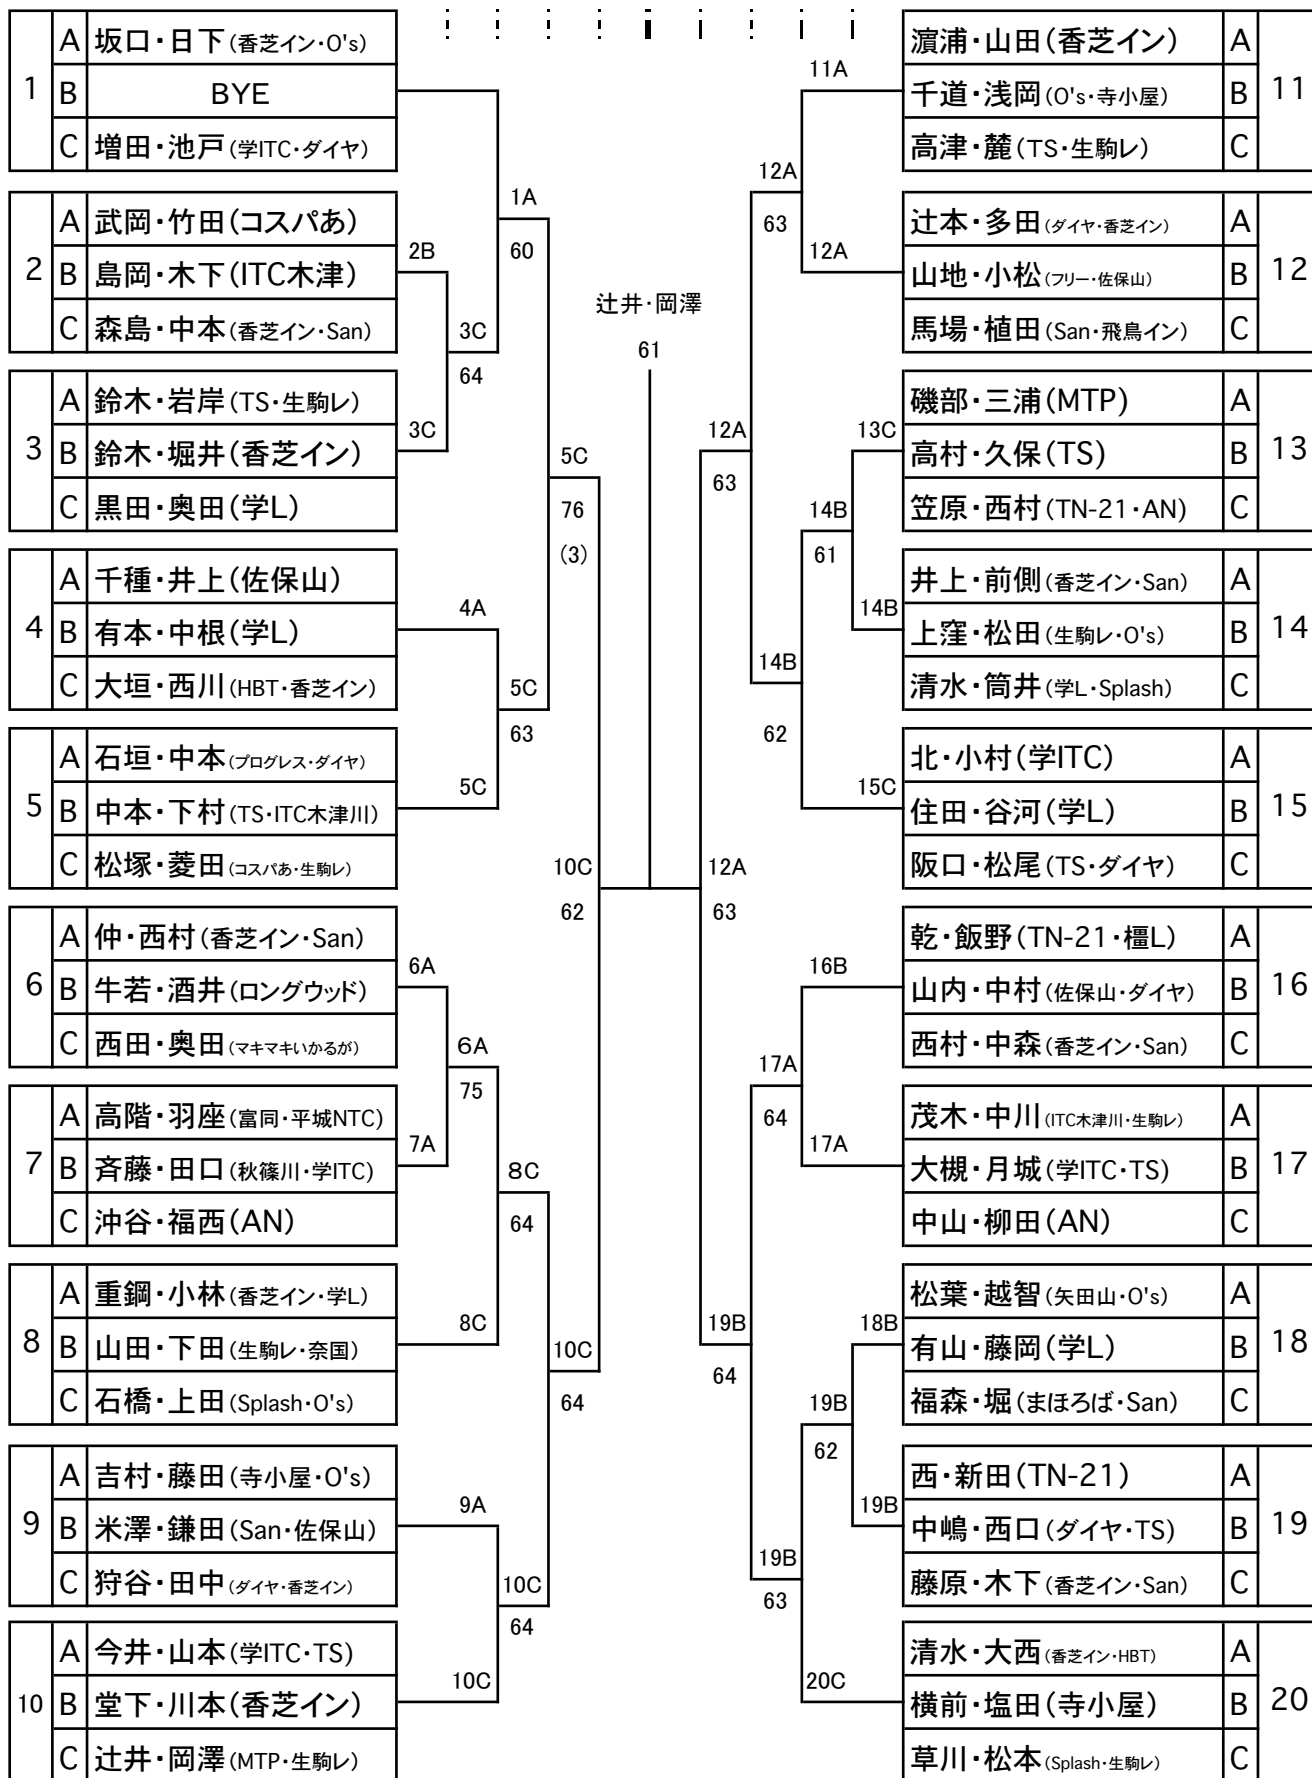 1
A 坂口・日下(香芝イン・O's)
B BYE
C 増田・池戸(学ITC・ダイヤ)
2
A 武岡・竹田(コスパあ)
B 島岡・木下(ITC木津)
C 森島・中本(香芝イン・San)
3
A 鈴木・岩岸(TS・生駒レ)
B 鈴木・堀井(香芝イン)
C 黒田・奥田(学L)
4
A 千種・井上(佐保山)
B 有本・中根(学L)
C 大垣・西川(HBT・香芝イン)
5
A 石垣・中本(プログレス・ダイヤ)
B 中本・下村(TS・ITC木津川)
C 松塚・菱田(コスパあ・生駒レ)
6
A 仲・西村(香芝イン・San)
B 牛若・酒井(ロングウッド)
C 西田・奥田(マキマキいかるが)
7
A 高階・羽座(富同・平城NTC)
B 斉藤・田口(秋篠川・学ITC)
C 沖谷・福西(AN)
8
A 重鋼・小林(香芝イン・学L)
B 山田・下田(生駒レ・奈国)
C 石橋・上田(Splash・O's)
9
A 吉村・藤田(寺小屋・O's)
B 米澤・鎌田(San・佐保山)
C 狩谷・田中(ダイヤ・香芝イン)
10
A 今井・山本(学ITC・TS)
B 堂下・川本(香芝イン)
C 辻井・岡澤(MTP・生駒レ)
2B
3C
3C
64
1A
60
4A
5C
5C
63
5C
76
(3)
6A
7A
6A
75
8C
8C
64
9A
10C
10C
64
10C
64
10C
62
辻井・岡澤
61
11A
12A
12A
63
13C
14B
14B
61
15C
14B
62
12A
63
16B
17A
17A
64
18B
19B
19B
62
20C
19B
63
19B
64
12A
63
濵浦・山田(香芝イン) A
千道・浅岡(O's・寺小屋) B
高津・麓(TS・生駒レ) C
11
辻本・多田(ダイヤ・香芝イン) A
山地・小松(フリー・佐保山) B
馬場・植田(San・飛鳥イン) C
12
磯部・三浦(MTP) A
高村・久保(TS) B
笠原・西村(TN-21・AN) C
13
井上・前側(香芝イン・San) A
上窪・松田(生駒レ・O's) B
清水・筒井(学L・Splash) C
14
北・小村(学ITC) A
住田・谷河(学L) B
阪口・松尾(TS・ダイヤ) C
15
乾・飯野(TN-21・橿L) A
山内・中村(佐保山・ダイヤ) B
西村・中森(香芝イン・San) C
16
茂木・中川(ITC木津川・生駒レ) A
大槻・月城(学ITC・TS) B
中山・柳田(AN) C
17
松葉・越智(矢田山・O's) A
有山・藤岡(学L) B
福森・堀(まほろば・San) C
18
西・新田(TN-21) A
中嶋・西口(ダイヤ・TS) B
藤原・木下(香芝イン・San) C
19
清水・大西(香芝イン・HBT) A
横前・塩田(寺小屋) B
草川・松本(Splash・生駒レ) C
20